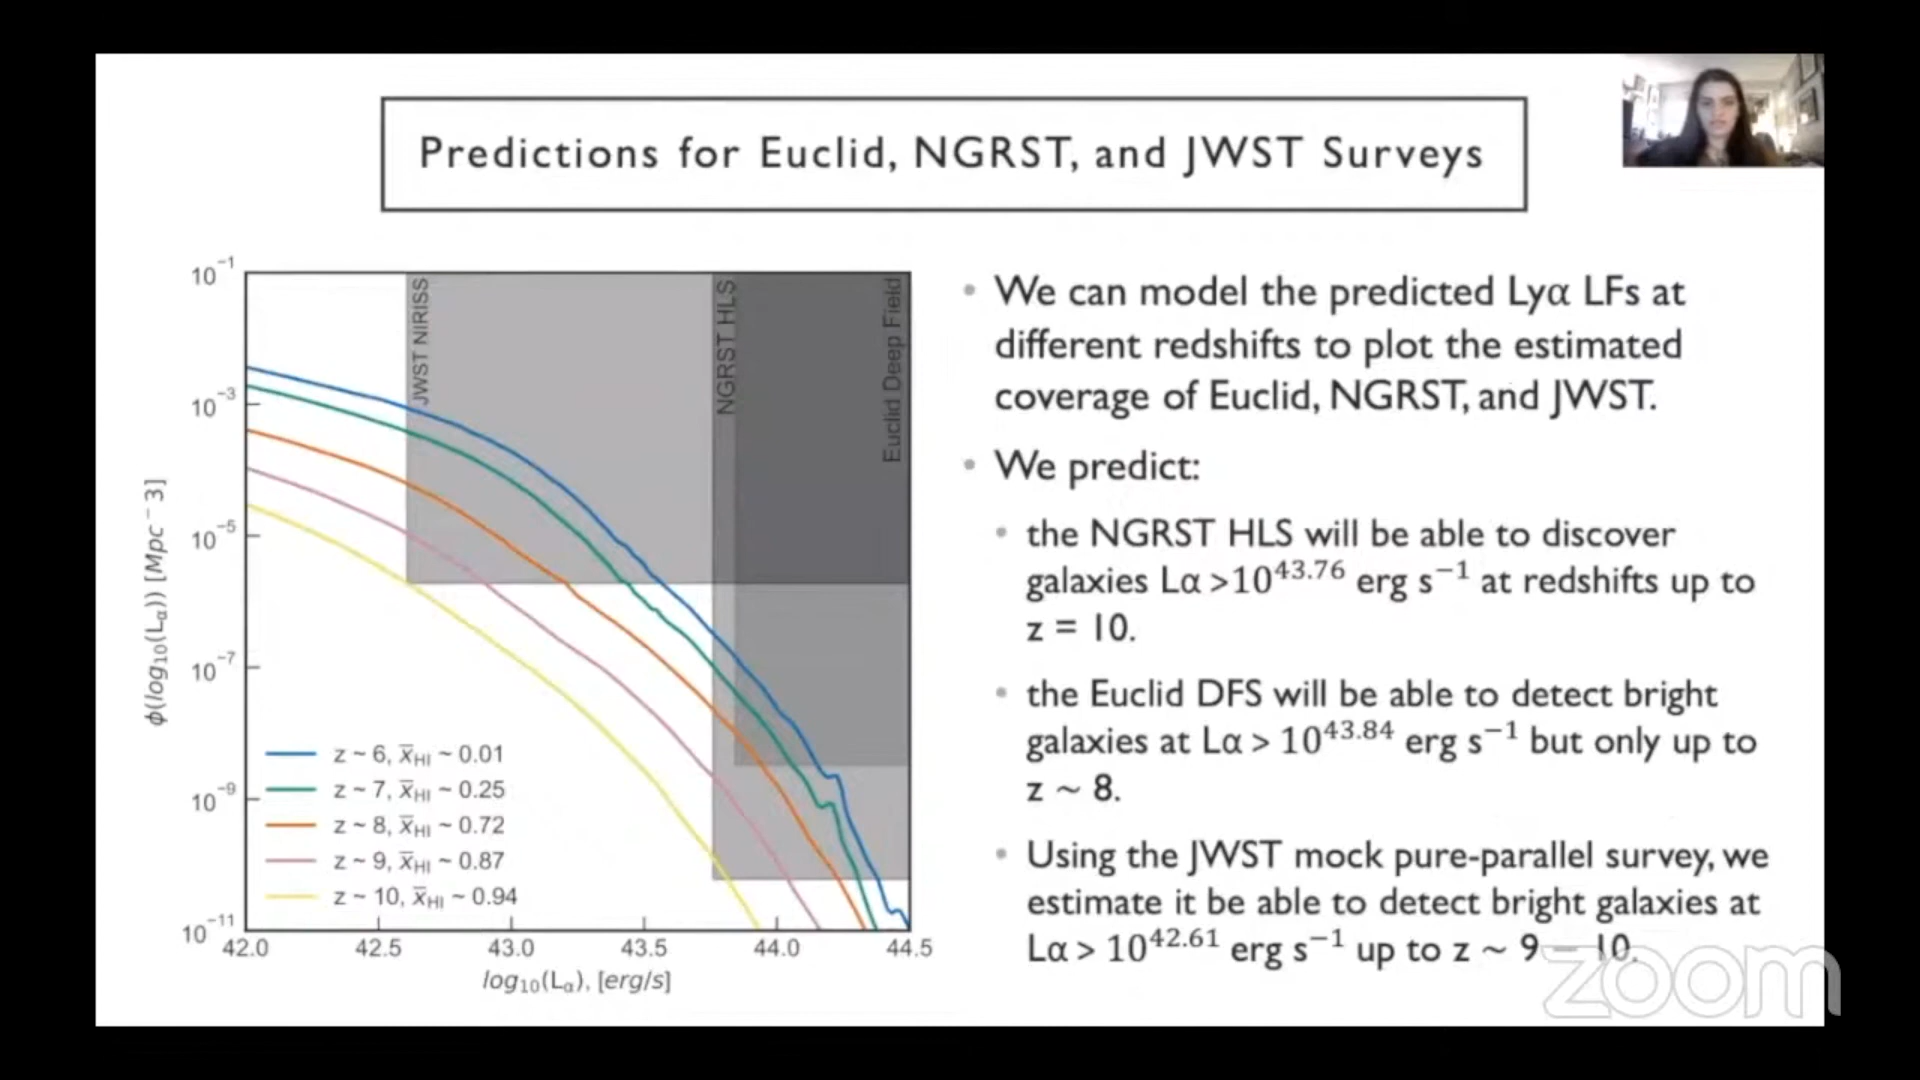 Predictions for Euclid, NGRST, and JWST Surveys
10⁻¹
10⁻³
10⁻⁵
10⁻⁷
10⁻⁹
10⁻¹¹
ϕ(log₁₀(Lα)) [Mpc⁻3]
JWST NIRISS
NGRST HLS
Euclid Deep Field
z ~ 6, x̅HI ~ 0.01
z ~ 7, x̅HI ~ 0.25
z ~ 8, x̅HI ~ 0.72
z ~ 9, x̅HI ~ 0.87
z ~ 10, x̅HI ~ 0.94
42.0 42.5 43.0 43.5 44.0 44.5
log₁₀(Lα), [erg/s]
• We can model the predicted Lyα LFs at
different redshifts to plot the estimated
coverage of Euclid, NGRST, and JWST.
• We predict:
• the NGRST HLS will be able to discover
galaxies Lα >10⁴³·⁷⁶ erg s⁻¹ at redshifts up to
z = 10.
• the Euclid DFS will be able to detect bright
galaxies at Lα > 10⁴³·⁸⁴ erg s⁻¹ but only up to
z ~ 8.
• Using the JWST mock pure-parallel survey, we
estimate it be able to detect bright galaxies at
Lα > 10⁴²·⁶¹ erg s⁻¹ up to z ~ 9 – 10.
zoom